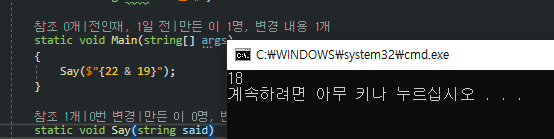 참조 0개|전인재, 1일 전|만든 이 1명, 변경 내용 1개
static void Main(string[] args)
{
Say($"{22 & 19}");
}
참조 1개|0번 변경|만든 이 0명, 변
static void Say(string said)
C:\WINDOWS\system32\cmd.exe
18
계속하려면 아무 키나 누르십시오 . . .